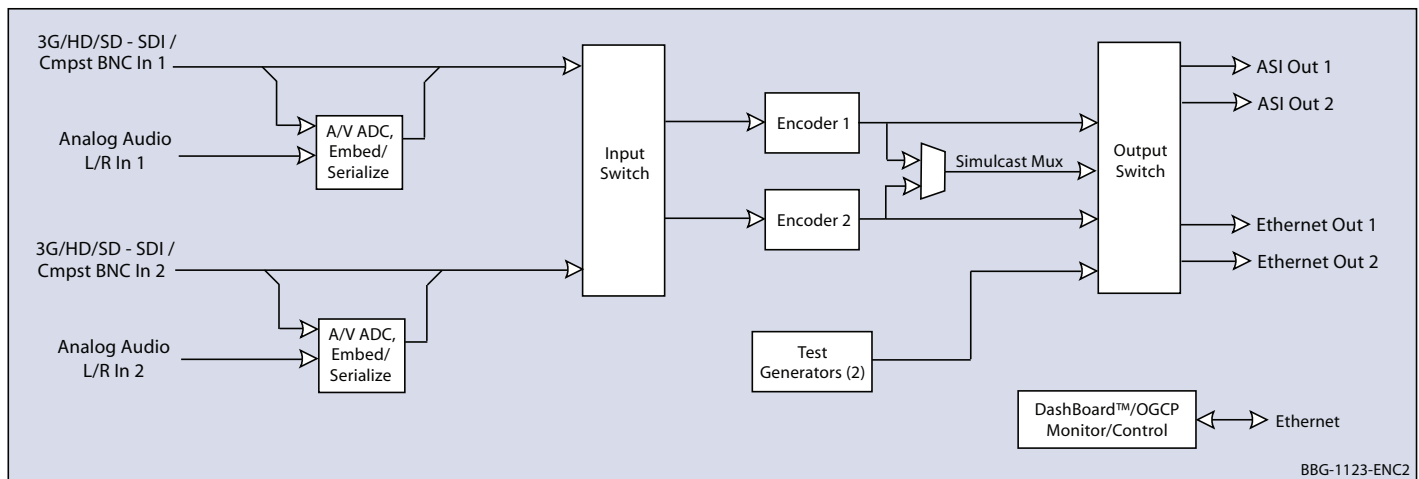 3G/HD/SD - SDI /
Cmpst BNC In 1
Analog Audio
L/R In 1
A/V ADC,
Embed/
Serialize
3G/HD/SD - SDI /
Cmpst BNC In 2
Analog Audio
L/R In 2
A/V ADC,
Embed/
Serialize
Input
Switch
Encoder 1
Encoder 2
Simulcast Mux
Test
Generators (2)
Output
Switch
ASI Out 1
ASI Out 2
Ethernet Out 1
Ethernet Out 2
DashBoard™/OGCP
Monitor/Control
Ethernet
BBG-1123-ENC2